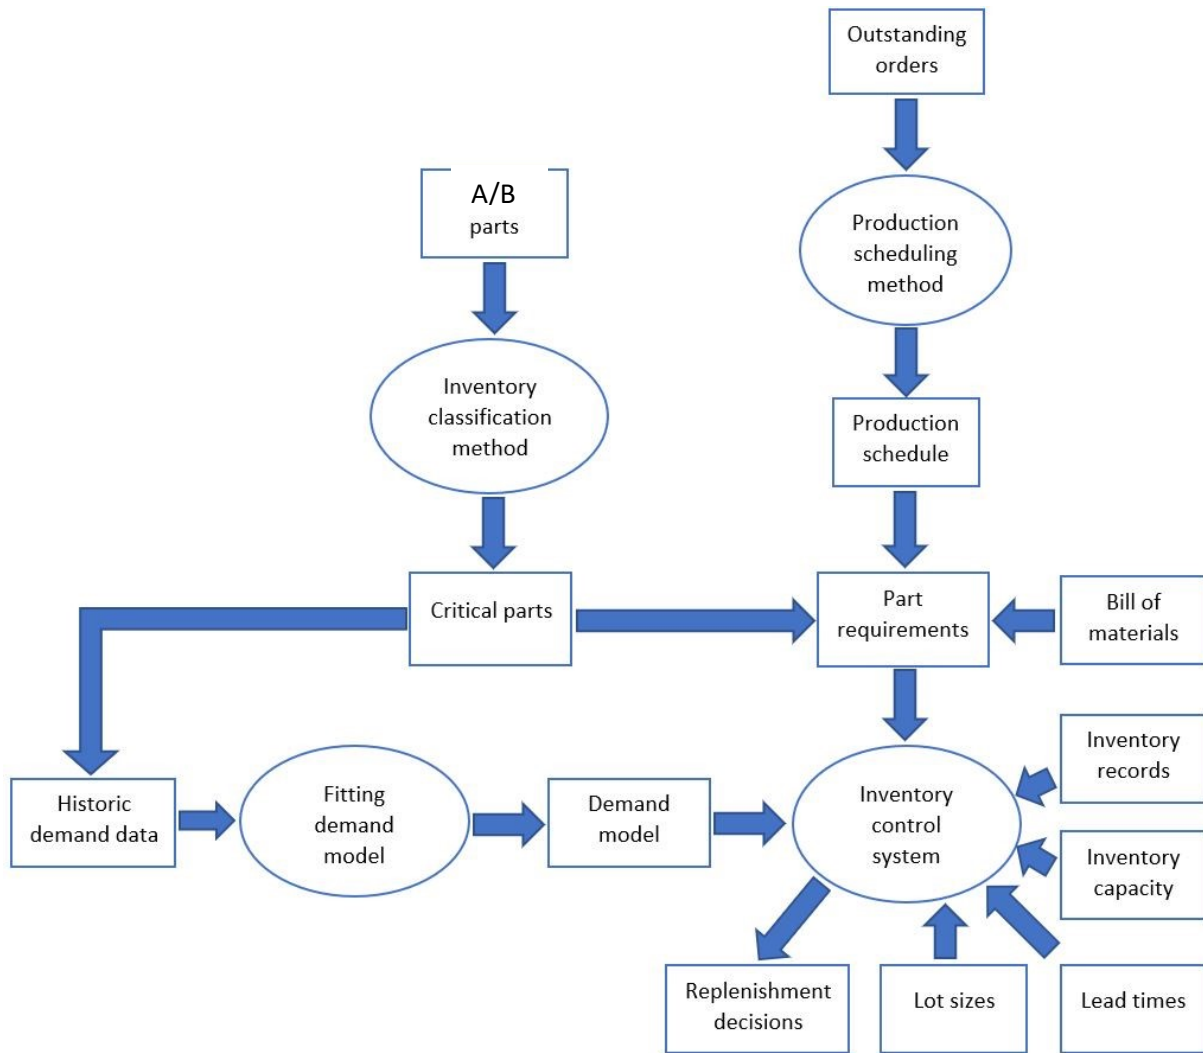 Outstanding
orders
A/B
parts
Production
scheduling
method
Inventory
classification
method
Production
schedule
Critical parts
Part
requirements
Bill of
materials
Inventory
records
Historic
demand data
Fitting
demand
model
Demand
model
Inventory
control
system
Inventory
capacity
Replenishment
decisions
Lot sizes
Lead times